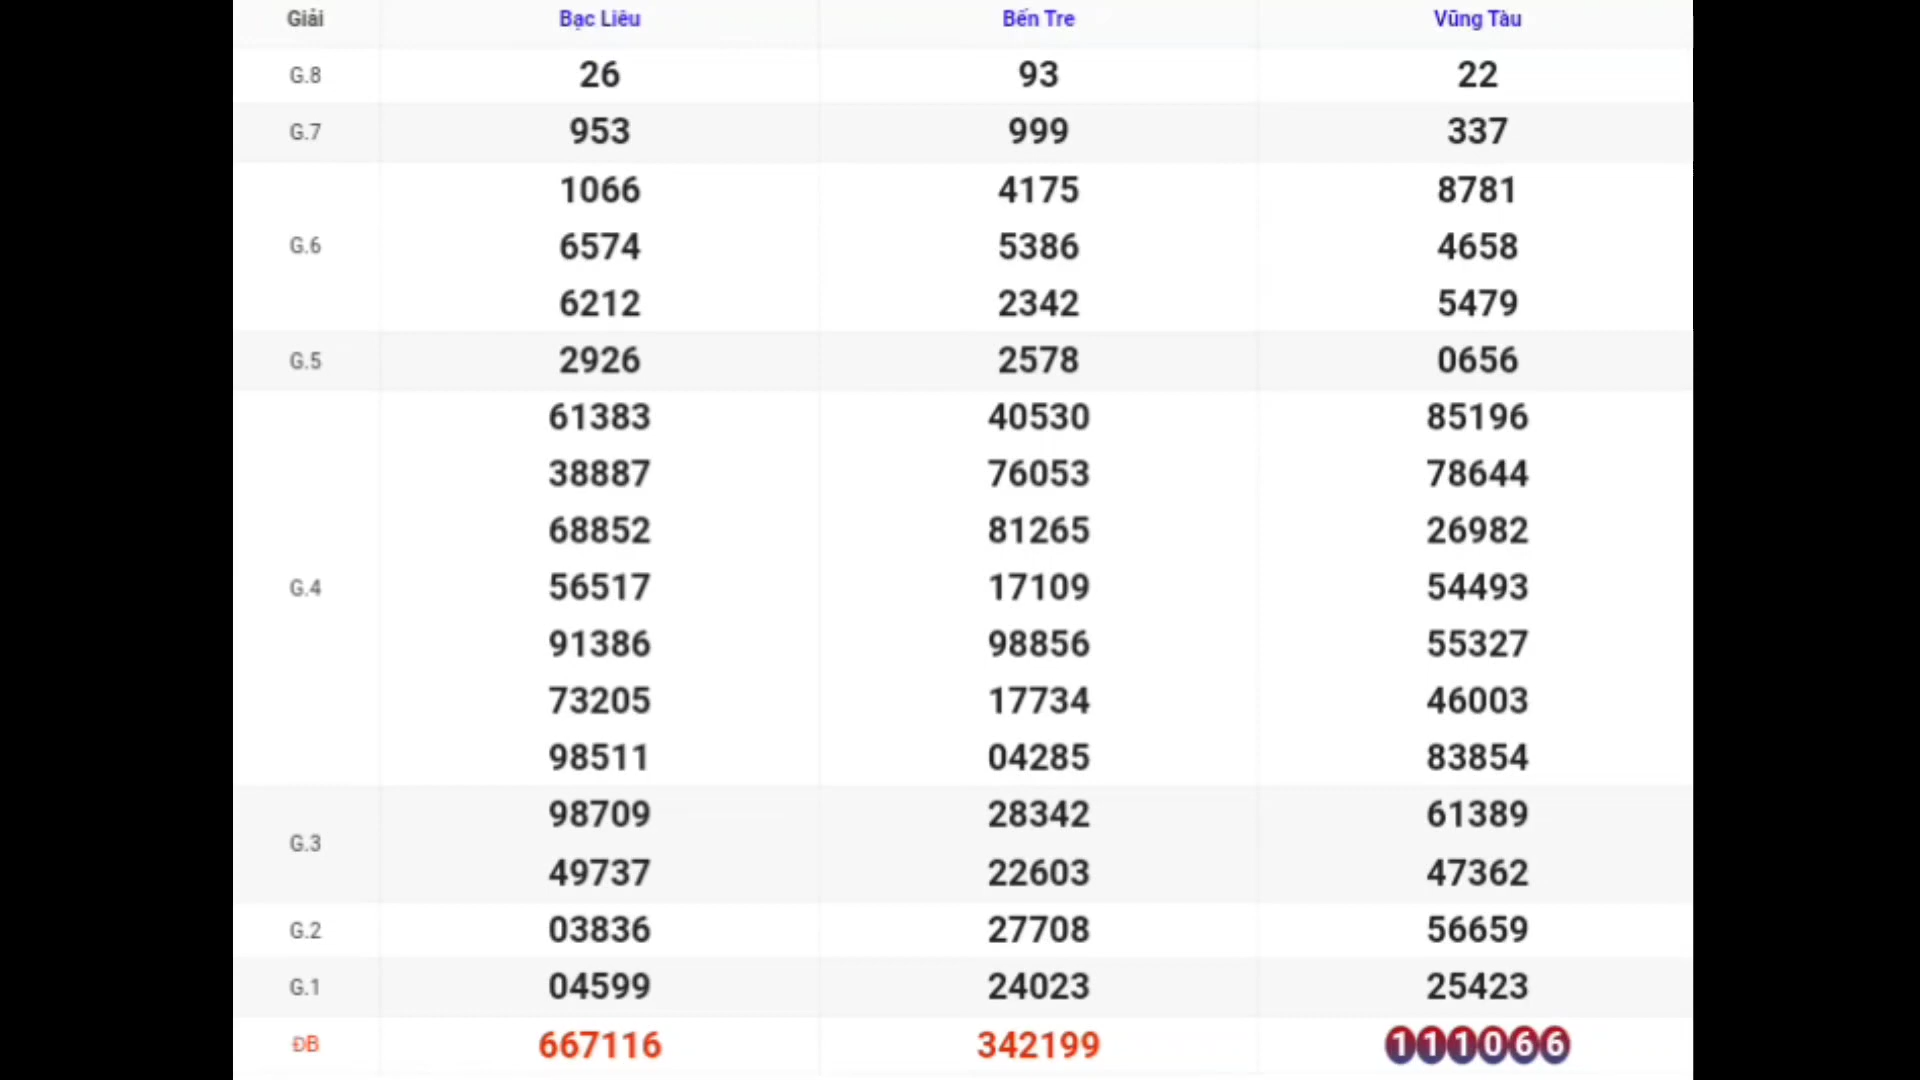 Giải Bạc Liêu Bến Tre Vũng Tàu
G.8 26 93 22
G.7 953 999 337
1066 4175 8781
G.6 6574 5386 4658
6212 2342 5479
G.5 2926 2578 0656
61383 40530 85196
38887 76053 78644
68852 81265 26982
G.4 56517 17109 54493
91386 98856 55327
73205 17734 46003
98511 04285 83854
98709 28342 61389
G.3
49737 22603 47362
G.2 03836 27708 56659
G.1 04599 24023 25423
ĐB 667116 342199 111066